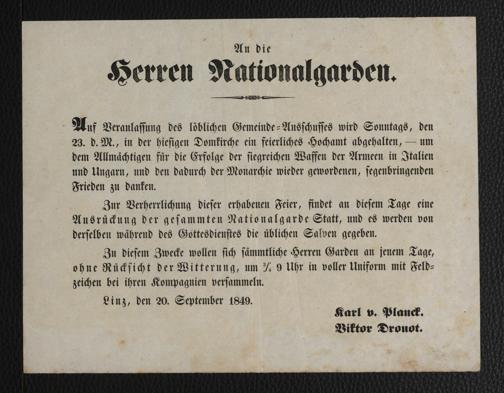 An die
Herren Nationalgarden.
Auf Veranlassung des löblichen Gemeinde-Ausschusses wird Sonntags, den
23. d. M., in der hiesigen Domkirche ein feierliches Hochamt abgehalten, — um
dem Allmächtigen für die Erfolge der siegreichen Waffen der Armeen in Italien
und Ungarn, und den dadurch der Monarchie wieder gewordenen, segenbringenden
Frieden zu danken.
Zur Verherrlichung dieser erhabenen Feier, findet an diesem Tage eine
Ausrückung der gesammten Nationalgarde Statt, und es werden von
derselben während des Gottesdienstes die üblichen Salven gegeben.
Zu diesem Zwecke wollen sich sämmtliche Herren Garden an jenem Tage,
ohne Rücksicht der Witterung, um 9 Uhr in voller Uniform mit Feld-
zeichen bei ihren Kompagnien versammeln.
Linz, den 20. September 1849.
Karl v. Planck.
Viktor Drouot.